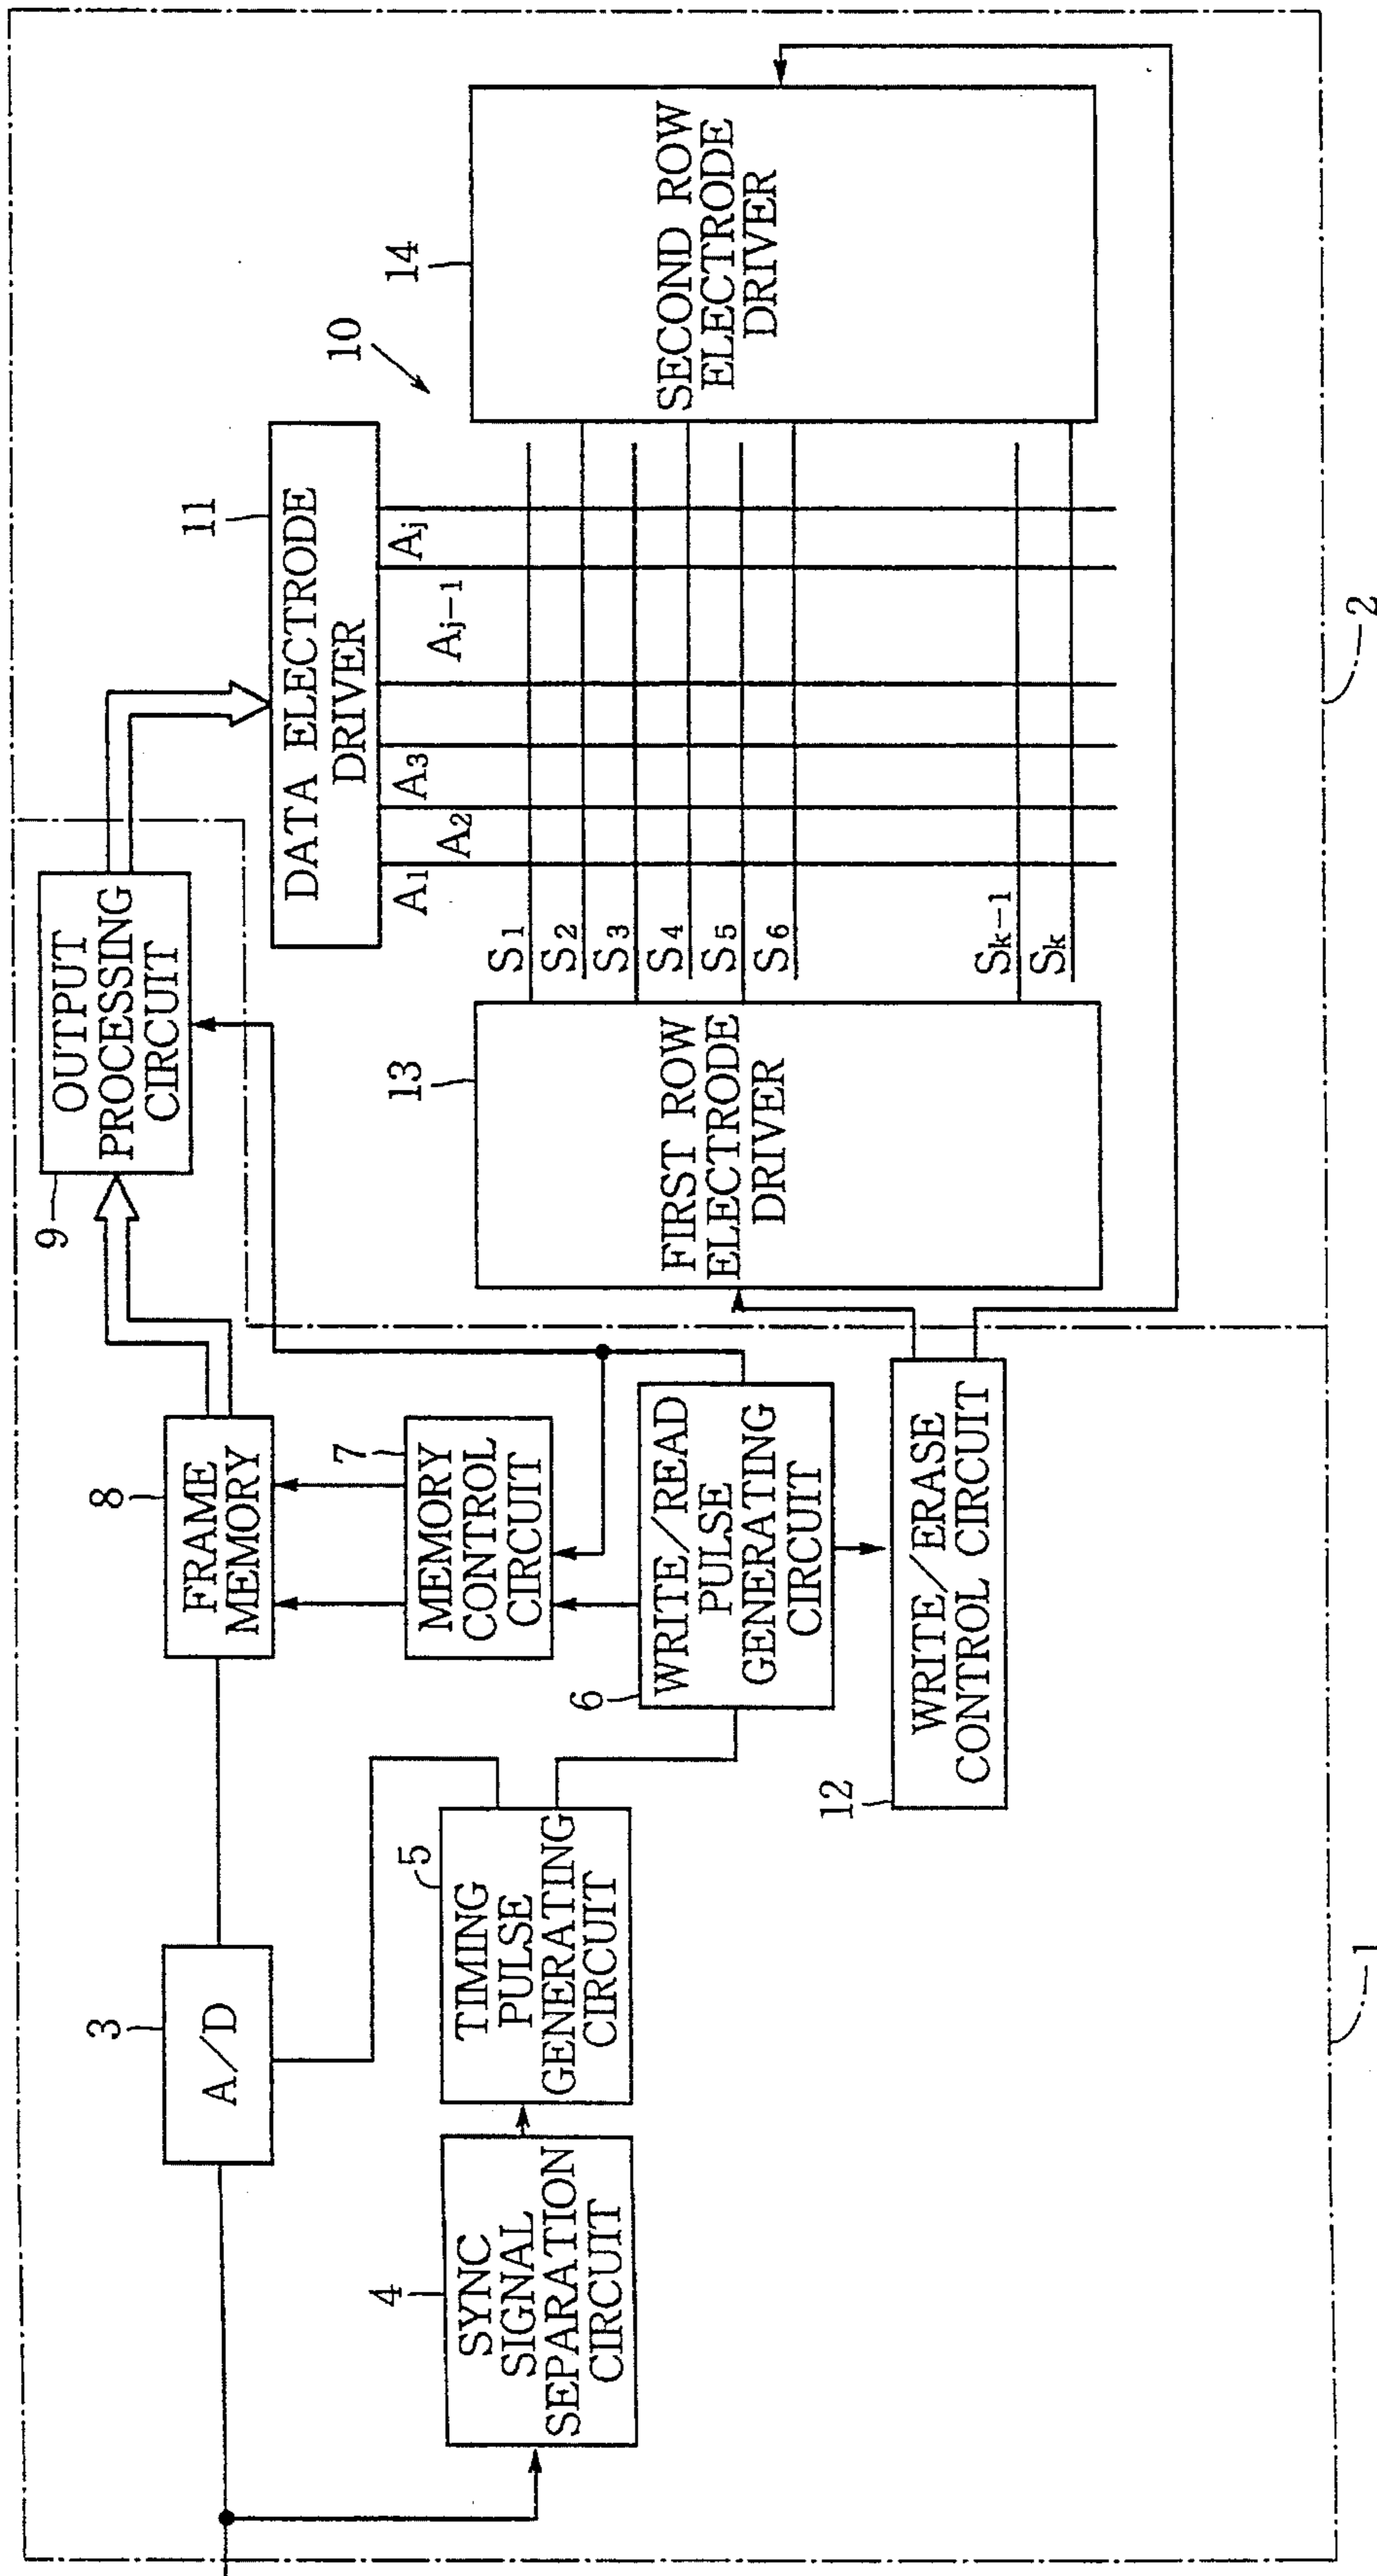 3
A/D
4
SYNC
SIGNAL
SEPARATION
CIRCUIT
5
TIMING
PULSE
GENERATING
CIRCUIT
8
FRAME
MEMORY
7
MEMORY
CONTROL
CIRCUIT
6
WRITE/READ
PULSE
GENERATING
CIRCUIT
12
WRITE/ERASE
CONTROL CIRCUIT
9
OUTPUT
PROCESSING
CIRCUIT
11
DATA ELECTRODE
DRIVER
10
A1
A2
A3
Aj-1
Aj
S1
S2
S3
S4
S5
S6
Sk-1
Sk
13
FIRST ROW
ELECTRODE
DRIVER
14
SECOND ROW
ELECTRODE
DRIVER
1
2